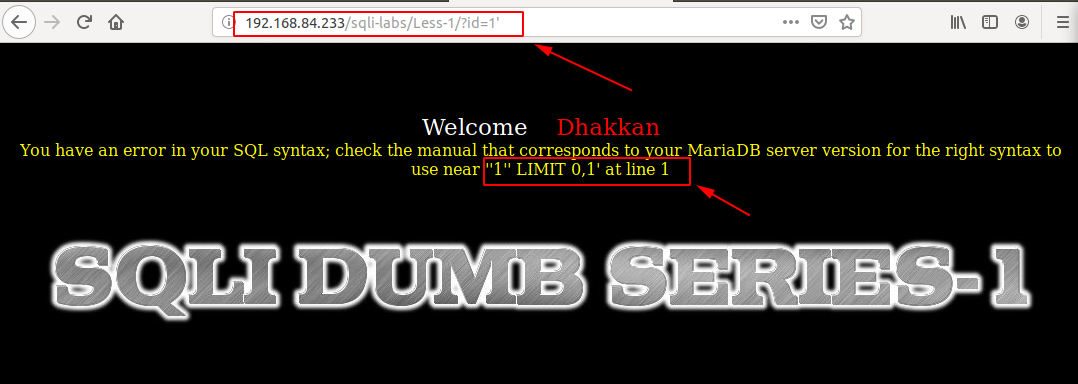 192.168.84.233/sqli-labs/Less-1/?id=1'
Welcome Dhakkan
You have an error in your SQL syntax; check the manual that corresponds to your MariaDB server version for the right syntax to
use near ''1'' LIMIT 0,1' at line 1
SQLI DUMB SERIES-1